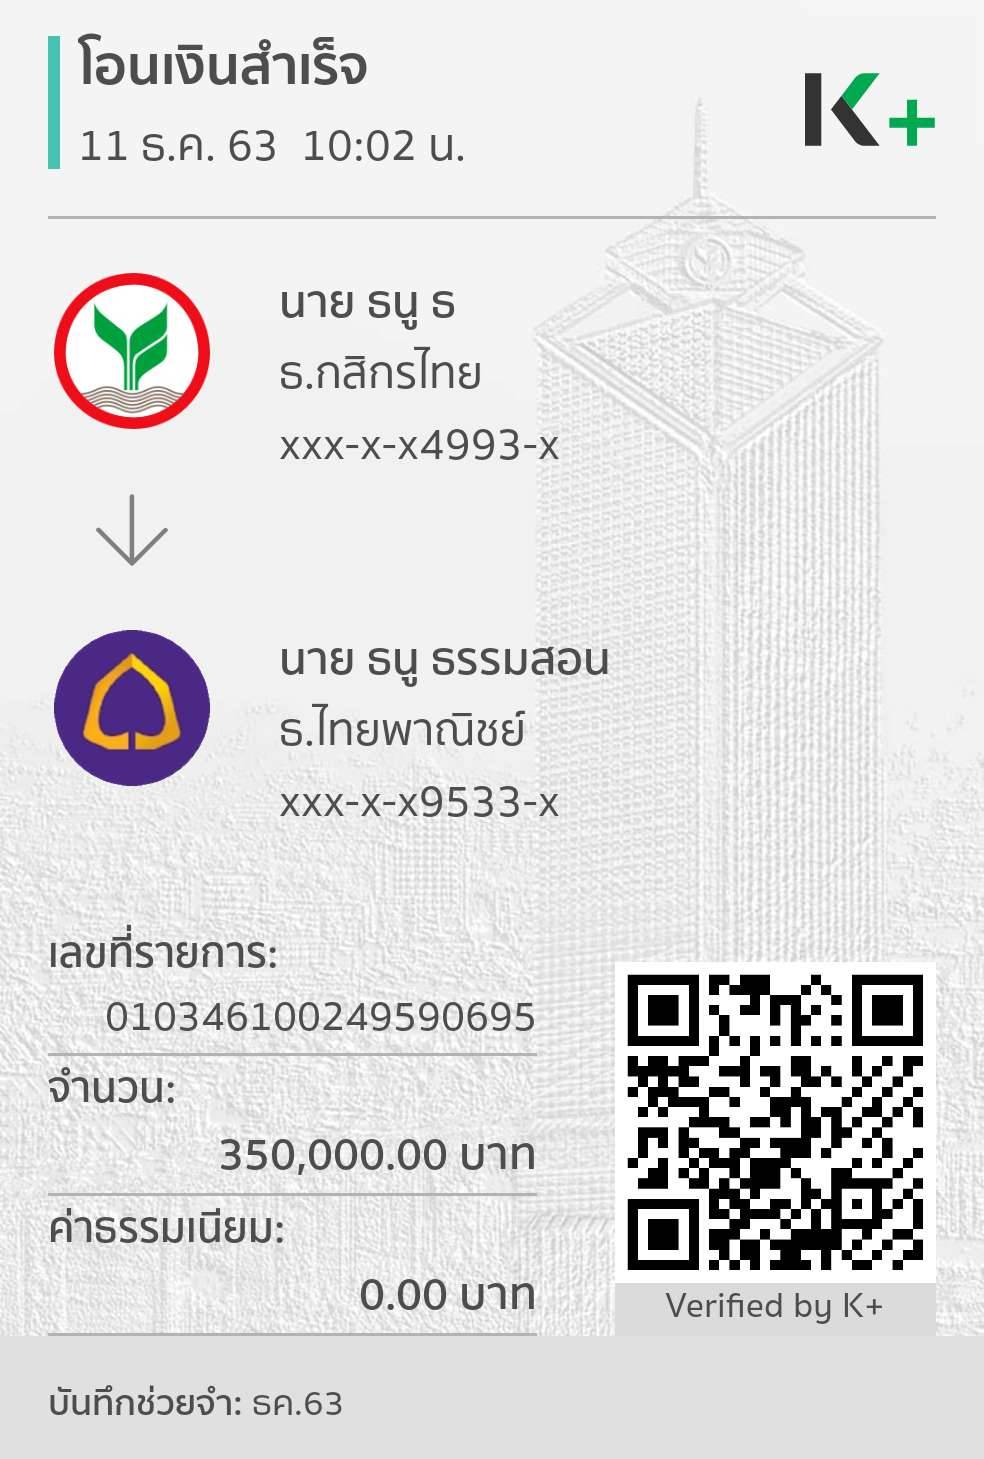 โอนเงินสำเร็จ
11 ธ.ค. 63 10:02 น.
K+
นาย ธนู ธ
ธ.กสิกรไทย
xxx-x-x4993-x
นาย ธนู ธรรมสอน
ธ.ไทยพาณิชย์
xxx-x-x9533-x
เลขที่รายการ:
010346100249590695
จำนวน:
350,000.00 บาท
ค่าธรรมเนียม:
0.00 บาท
Verified by K+
บันทึกช่วยจำ: ธค.63